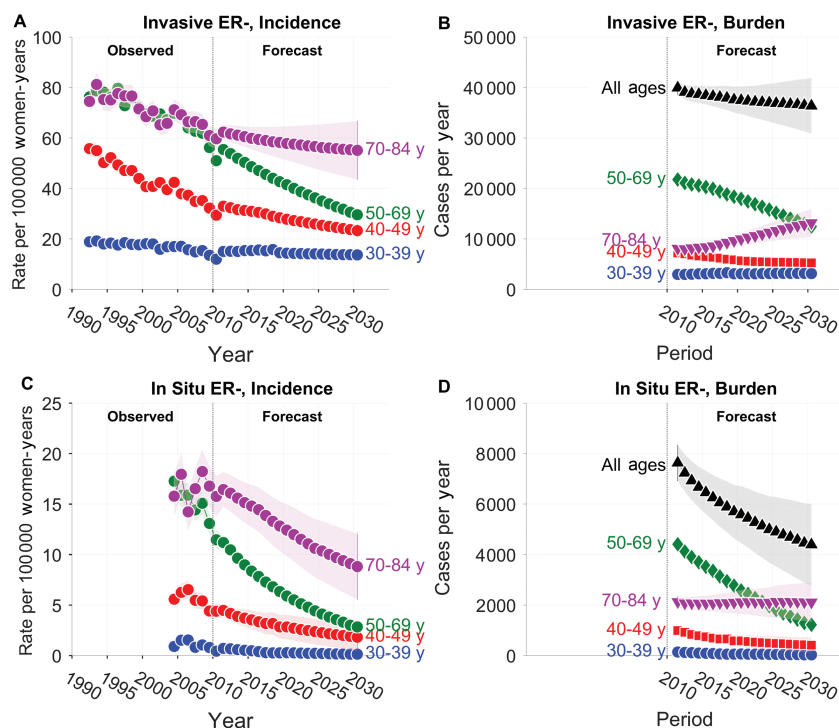 A
Invasive ER-, Incidence
Rate per 100 000 women-years
100
80
60
40
20
0
Observed
Forecast
70-84 y
50-69 y
40-49 y
30-39 y
1990
1995
2000
2005
2010
2015
2020
2025
2030
Year
B
Invasive ER-, Burden
Cases per year
50 000
40 000
30 000
20 000
10 000
0
Forecast
All ages
50-69 y
70-84 y
40-49 y
30-39 y
2010
2015
2020
2025
2030
Period
C
In Situ ER-, Incidence
Rate per 100 000 women-years
25
20
15
10
5
0
Observed
Forecast
70-84 y
50-69 y
40-49 y
30-39 y
1990
1995
2000
2005
2010
2015
2020
2025
2030
Year
D
In Situ ER-, Burden
Cases per year
10 000
8000
6000
4000
2000
0
Forecast
All ages
50-69 y
70-84 y
40-49 y
30-39 y
2010
2015
2020
2025
2030
Period